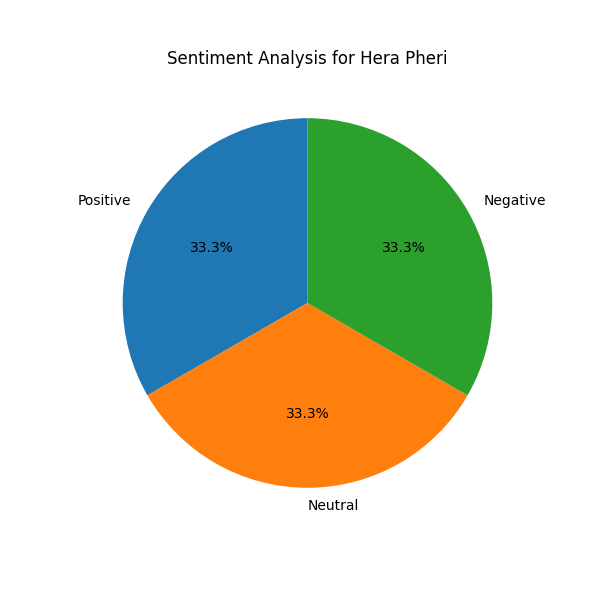 Sentiment Analysis for Hera Pheri
Positive
Negative
33.3%
33.3%
33.3%
Neutral